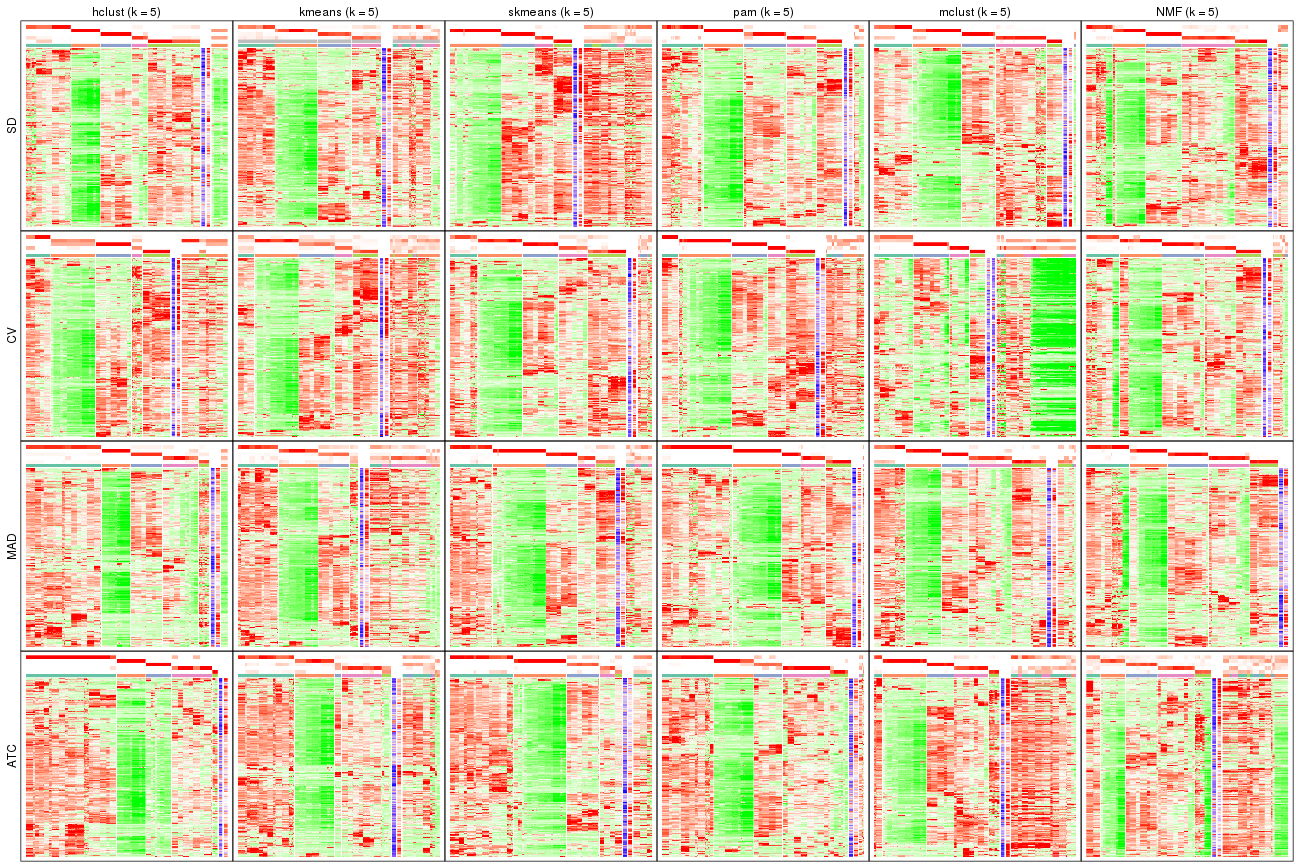 hclust (k = 5) kmeans (k = 5) skmeans (k = 5) pam (k = 5) mclust (k = 5) NMF (k = 5)
SD
CV
MAD
ATC